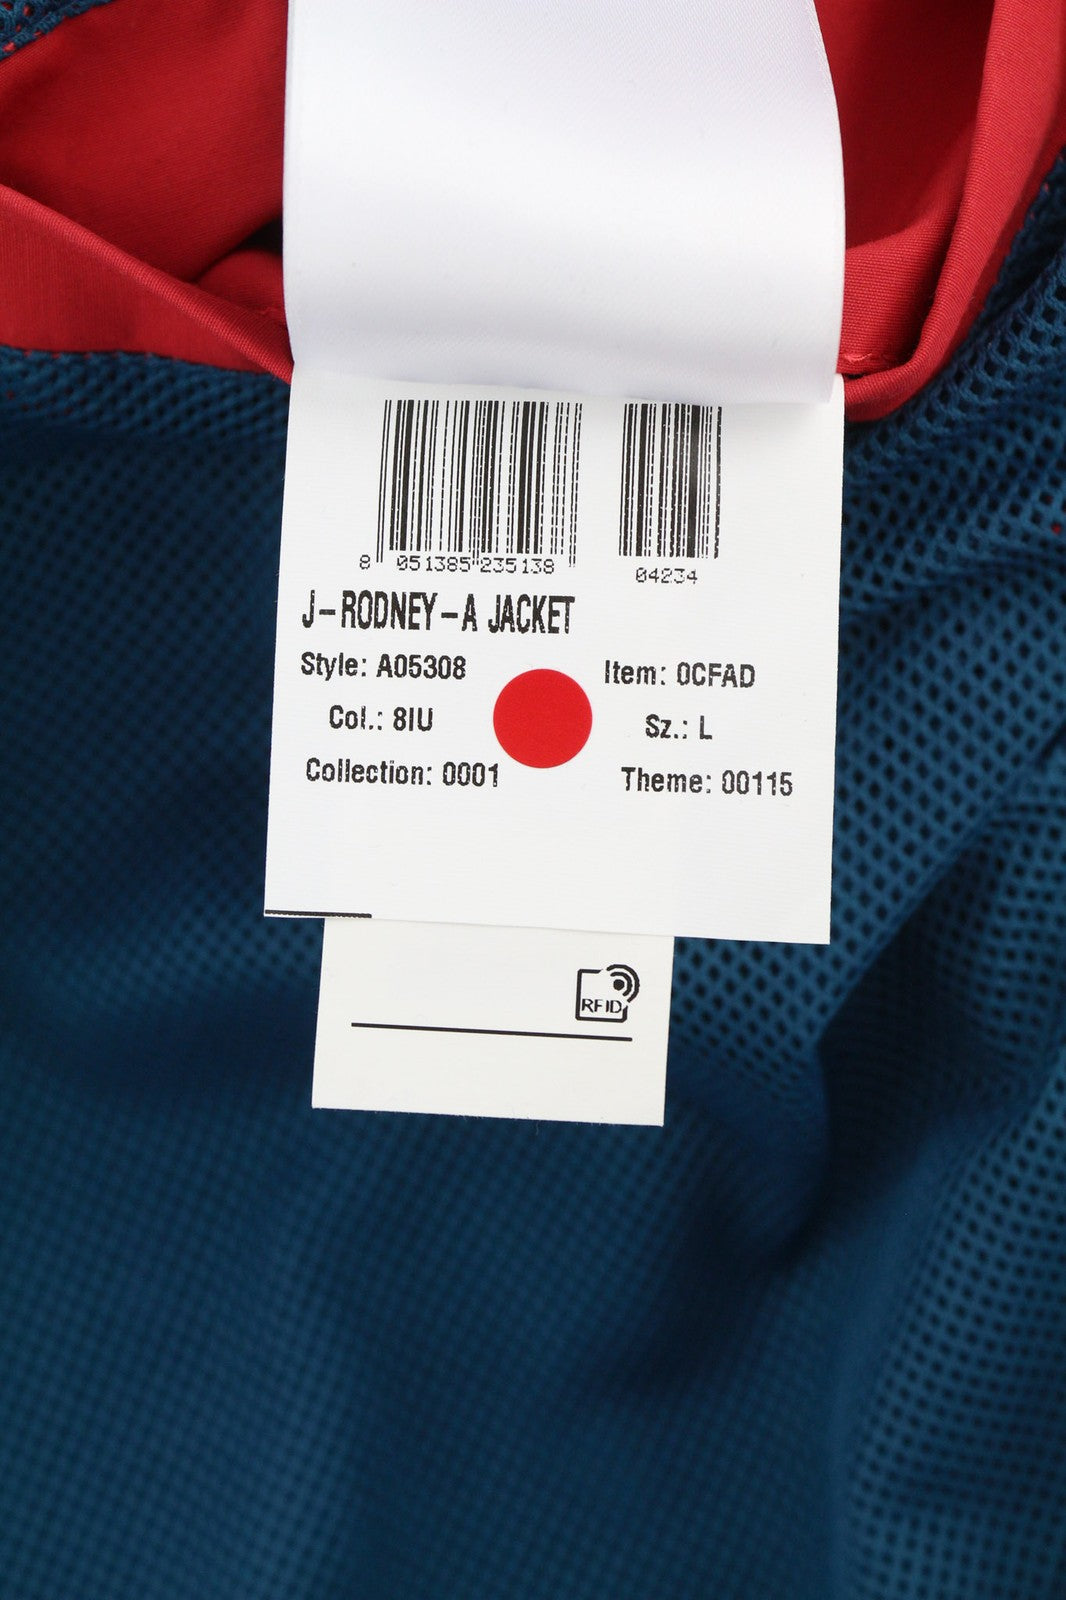 8 051385 235138 04234
J-RODNEY-A JACKET
Style: A05308 Item: 0CFAD
Col.: 8IU Sz.: L
Collection: 0001 Theme: 00115
RFID